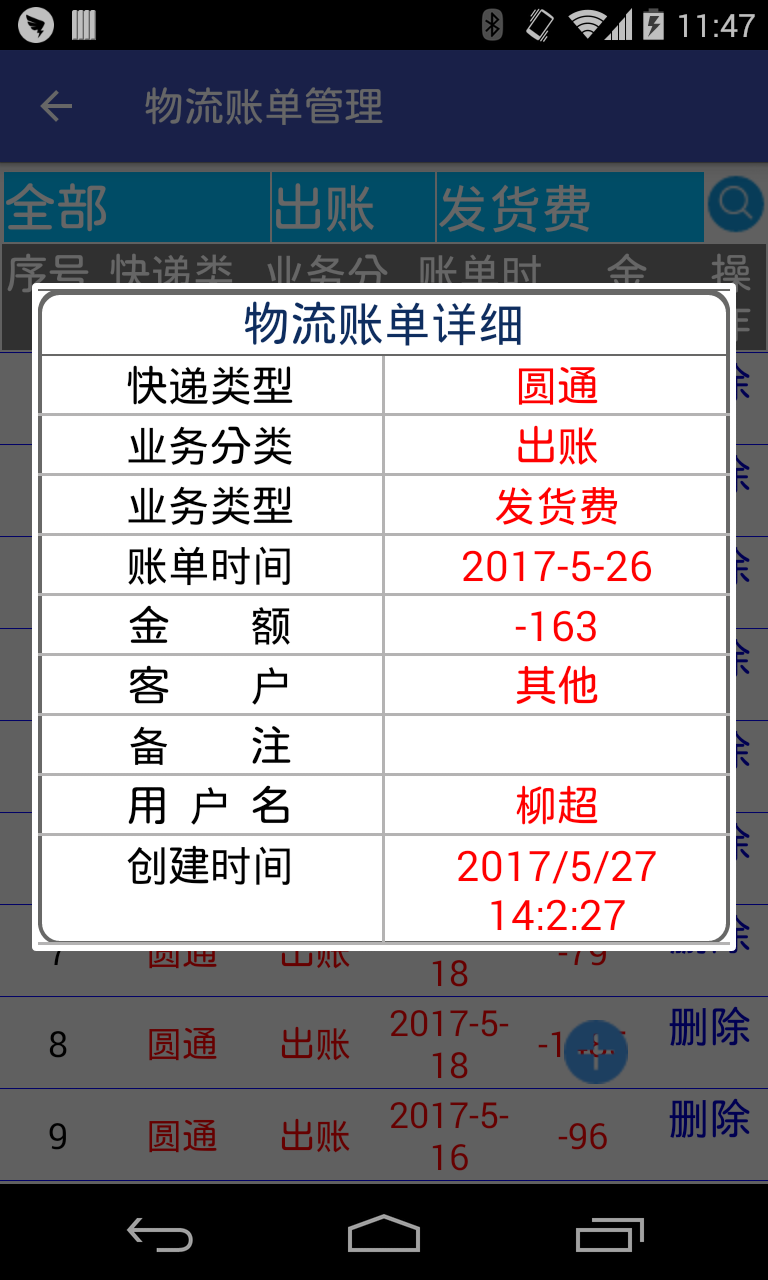 11:47
物流账单管理
全部 出账 发货费
序号 快递类 业务分 账单时 金 操
物流账单详细
快递类型 圆通
业务分类 出账
业务类型 发货费
账单时间 2017-5-26
金 额 -163
客 户 其他
备 注
用 户 名 柳超
创建时间 2017/5/27
14:2:27
7 圆通 出账 18 -79
8 圆通 出账 2017-5- 删除
18
9 圆通 出账 2017-5- -96 删除
16